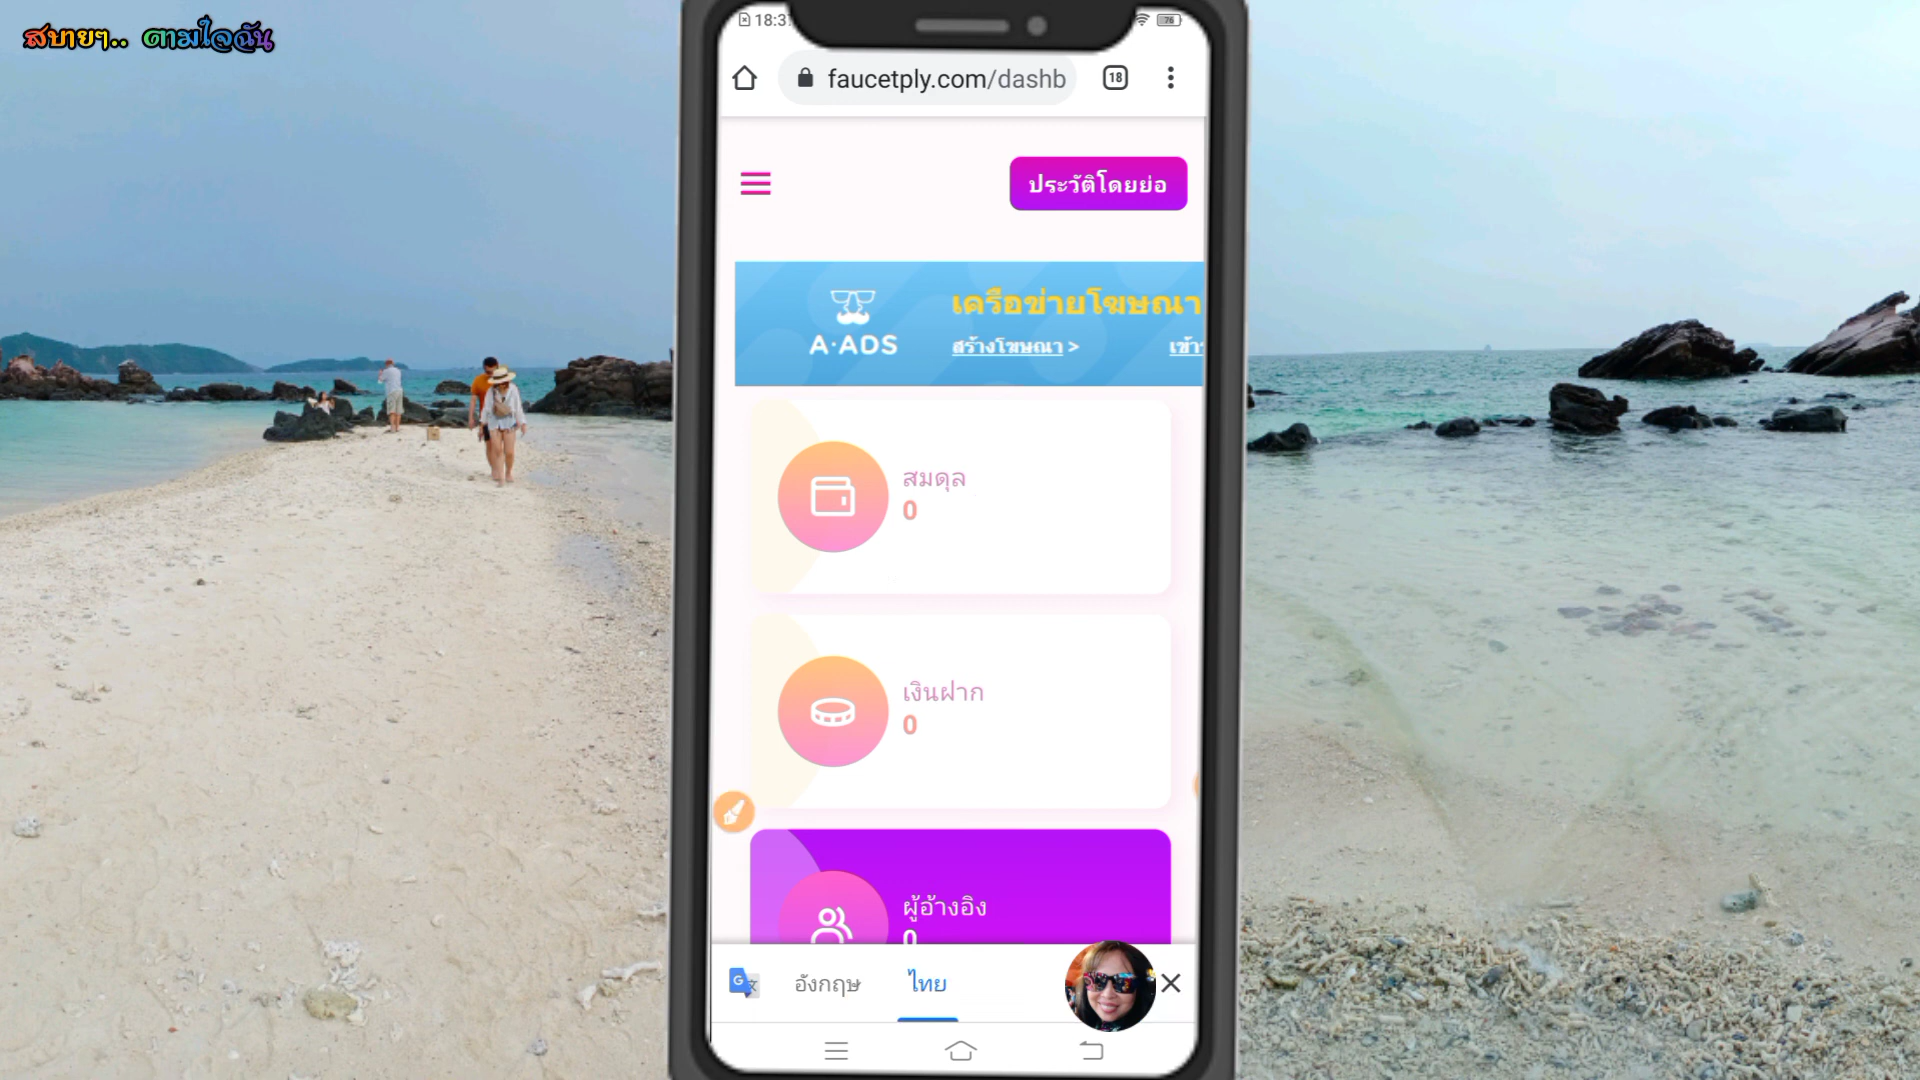 สบายๆ.. ตามใจฉัน
18:3
76
faucetply.com/dashb
18
ประวัติโดยย่อ
เครือข่ายโฆษณา
A·ADS
สร้างโฆษณา >
สมดุล
0
เงินฝาก
0
ผู้อ้างอิง
0
อังกฤษ
ไทย